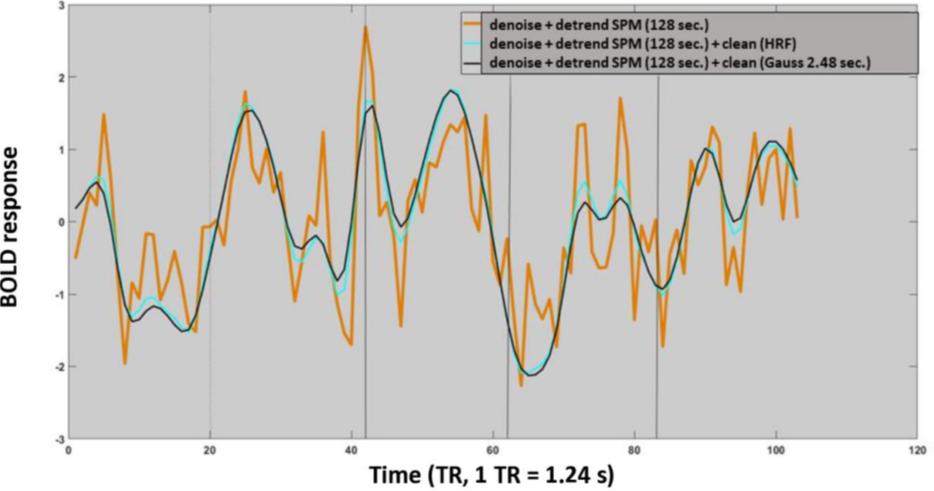 denoise + detrend SPM (128 sec.)
denoise + detrend SPM (128 sec.) + clean (HRF)
denoise + detrend SPM (128 sec.) + clean (Gauss 2.48 sec.)
BOLD response
3
2
1
0
-1
-2
-3
0 20 40 60 80 100 120
Time (TR, 1 TR = 1.24 s)